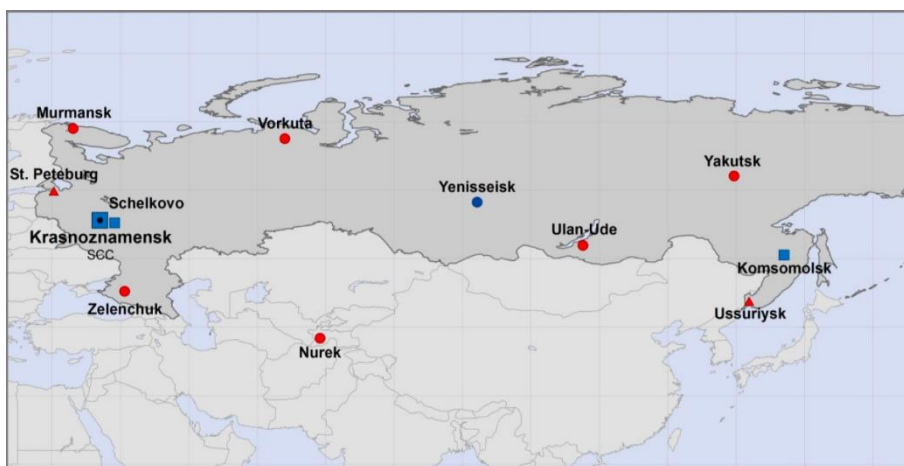 Murmansk
Vorkuta
St. Peteburg
Yakutsk
Yenisseisk
Schelkovo
Ulan-Ude
Krasnoznamensk
SCC
Komsomolsk
Zelenchuk
Ussuriysk
Nurek